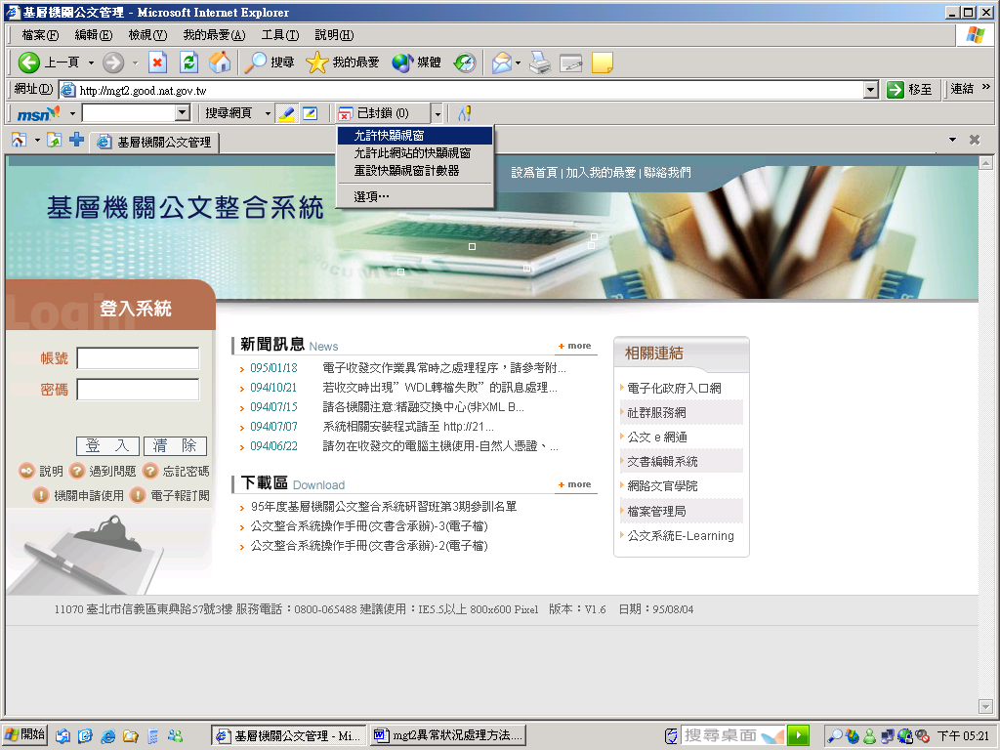 基層機關公文管理 - Microsoft Internet Explorer
檔案(F) 編輯(E) 檢視(V) 我的最愛(A) 工具(T) 說明(H)
上一頁 搜尋 我的最愛 媒體
網址(D) http://mgt2.good.nat.gov.tw 移至 連結 »
msn 搜尋網頁 已封鎖 (0)
允許快顯視窗
允許此網站的快顯視窗
重設快顯視窗計數器
選項…
基層機關公文管理
設為首頁 | 加入我的最愛 | 聯絡我們
基層機關公文整合系統
Login
登入系統
帳號
密碼
登 入 清 除
說明 遇到問題 忘記密碼
機關申請使用 電子報訂閱
新聞訊息 News + more
095/01/18 電子收發文作業異常時之處理程序，請參考附...
094/10/21 若收文時出現”WDL轉檔失敗”的訊息處理...
094/07/15 請各機關注意:精融交換中心(非XML B...
094/07/07 系統相關安裝程式請至 http://21...
094/06/22 請勿在收發文的電腦主機使用-自然人憑證、...
下載區 Download + more
95年度基層機關公文整合系統研習班第3期參訓名單
公文整合系統操作手冊(文書含承辦)-3(電子檔)
公文整合系統操作手冊(文書含承辦)-2(電子檔)
相關連結
電子化政府入口網
社群服務網
公文 e 網通
文書編輯系統
網路文官學院
檔案管理局
公文系統E-Learning
11070 臺北市信義區東興路57號3樓 服務電話：0800-065488 建議使用：IE5.5以上 800x600 Pixel 版本：V1.6 日期：95/08/04
開始 基層機關公文管理 - Mi... mgt2異常狀況處理方法.... 搜尋桌面 下午 05:21